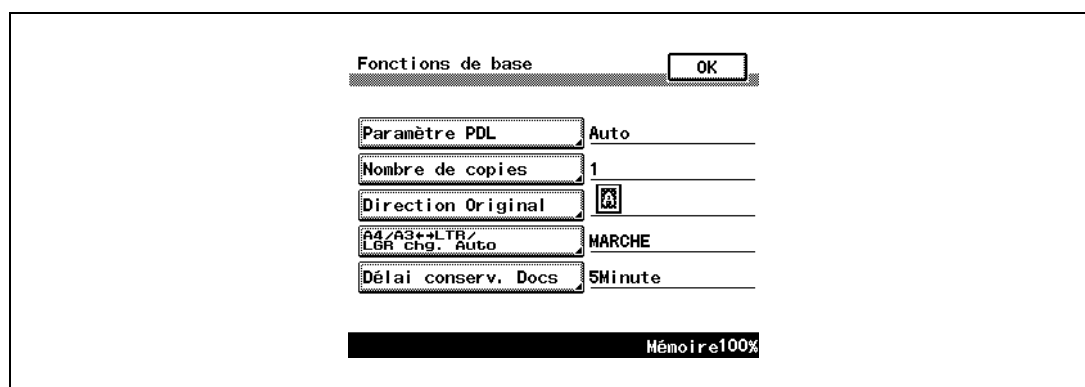 Fonctions de base
OK
Paramètre PDL Auto
Nombre de copies 1
Direction Original
A4/A3↔LTR/
LGR chg. Auto MARCHE
Délai conserv. Docs 5Minute
Mémoire100%